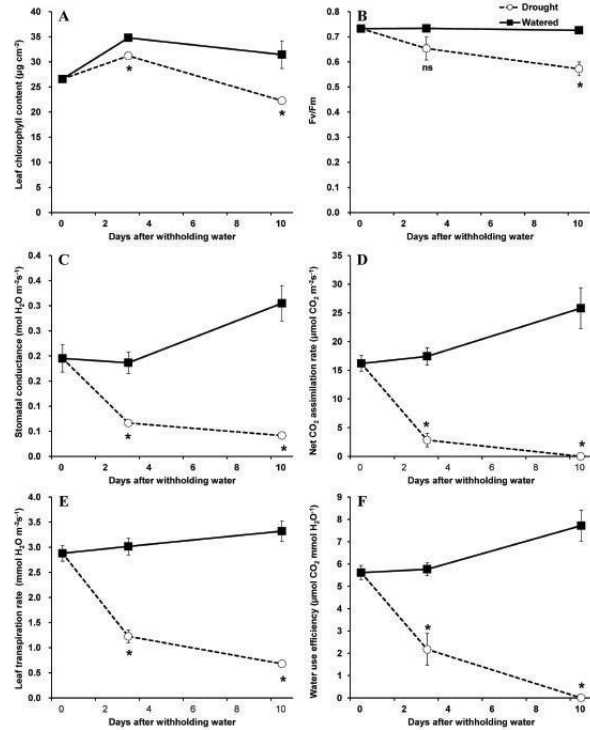 Drought
Watered
A
Leaf chlorophyll content (µg cm⁻²)
40
35
30
25
20
15
10
5
0
0 2 4 6 8 10
Days after withholding water
*
*
B
Fv/Fm
0.8
0.7
0.6
0.5
0.4
0.3
0.2
0.1
0.0
0 2 4 6 8 10
Days after withholding water
ns
*
C
Stomatal conductance (mol H₂O m⁻²s⁻¹)
0.4
0.4
0.3
0.3
0.2
0.2
0.1
0.1
0.0
0 2 4 6 8 10
Days after withholding water
*
*
D
Net CO₂ assimilation rate (µmol CO₂ m⁻²s⁻¹)
35
30
25
20
15
10
5
0
0 2 4 6 8 10
Days after withholding water
*
*
E
Leaf transpiration rate (mmol H₂O m⁻²s⁻¹)
4.0
3.5
3.0
2.5
2.0
1.5
1.0
0.5
0.0
0 2 4 6 8 10
Days after withholding water
*
*
F
Water use efficiency (µmol CO₂ mmol H₂O⁻¹)
9
8
7
6
5
4
3
2
1
0
0 2 4 6 8 10
Days after withholding water
*
*